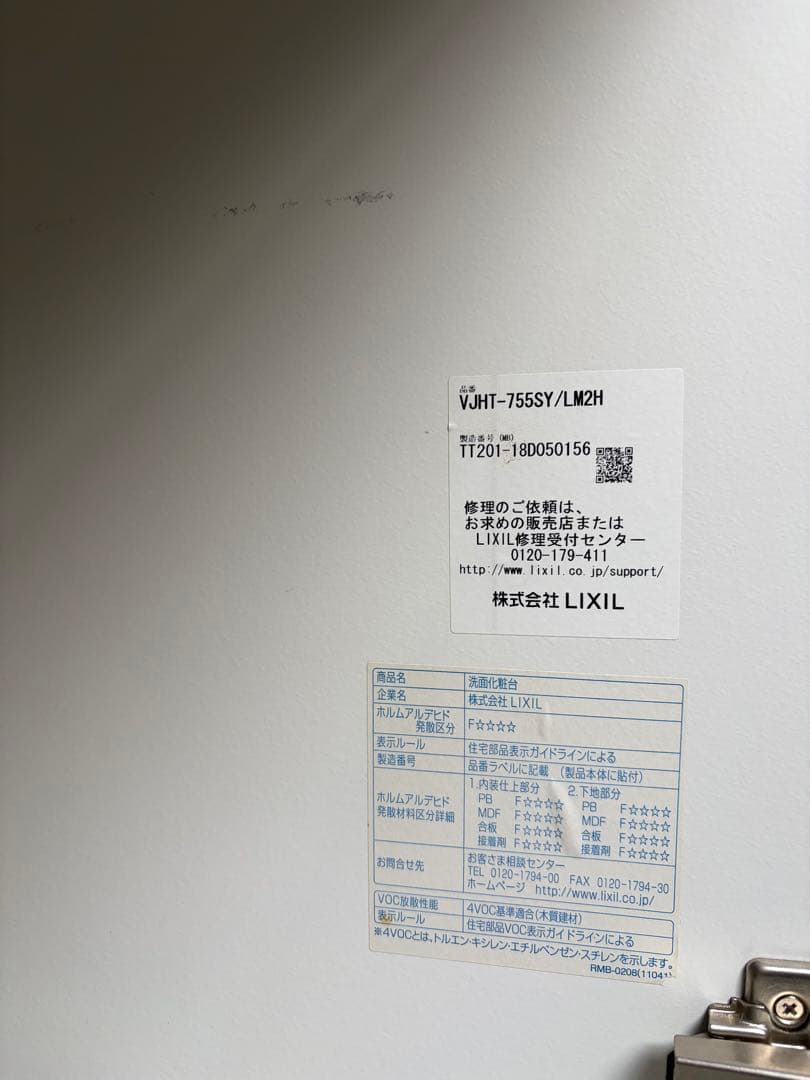 品番
VJHT-755SY/LM2H
製造番号(MB)
TT201-18D050156
修理のご依頼は、
お求めの販売店または
LIXIL修理受付センター
0120-179-411
http://www.lixil.co.jp/support/
株式会社 LIXIL
商品名 洗面化粧台
企業名 株式会社 LIXIL
ホルムアルデヒド
発散区分 F☆☆☆☆
表示ルール 住宅部品表示ガイドラインによる
製造番号 品番ラベルに記載 (製品本体に貼付)
ホルムアルデヒド
発散材料区分詳細
1.内装仕上部分 2.下地部分
PB F☆☆☆☆ PB F☆☆☆☆
MDF F☆☆☆☆ MDF F☆☆☆☆
合板 F☆☆☆☆ 合板 F☆☆☆☆
接着剤 F☆☆☆☆ 接着剤 F☆☆☆☆
お問合せ先 お客さま相談センター
TEL 0120-1794-00 FAX 0120-1794-30
ホームページ http://www.lixil.co.jp/
VOC放散性能 4VOC基準適合(木質建材)
表示ルール 住宅部品VOC表示ガイドラインによる
※4VOCとは、トルエン・キシレン・エチルベンゼン・スチレンを示します。